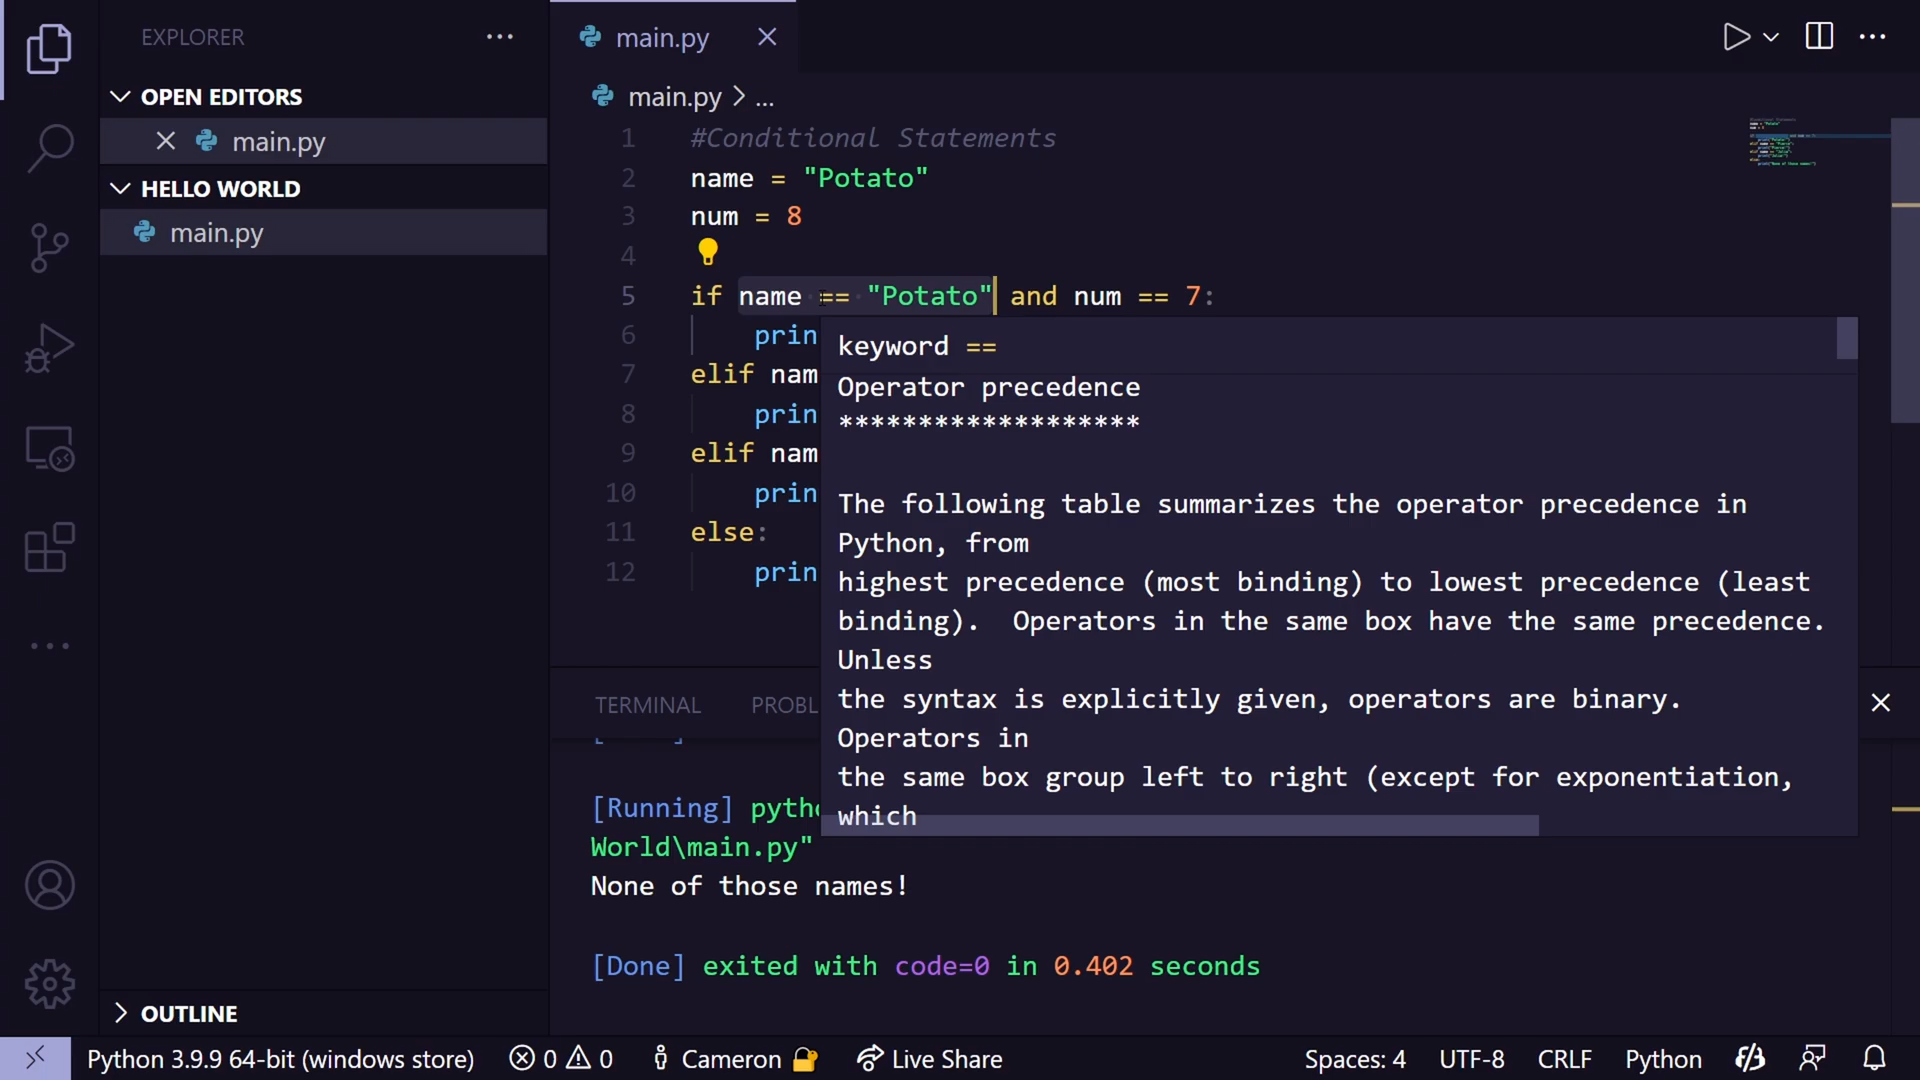 EXPLORER
OPEN EDITORS
main.py
HELLO WORLD
main.py
OUTLINE
main.py
main.py > ...
1 #Conditional Statements
2 name = "Potato"
3 num = 8
4
5 if name == "Potato" and num == 7:
6 prin
7 elif nam
8 prin
9 elif nam
10 prin
11 else:
12 prin
keyword ==
Operator precedence
*******************
The following table summarizes the operator precedence in
Python, from
highest precedence (most binding) to lowest precedence (least
binding).  Operators in the same box have the same precedence.
Unless
the syntax is explicitly given, operators are binary.
Operators in
the same box group left to right (except for exponentiation,
which
TERMINAL PROBL
[Running] pytho
World\main.py"
None of those names!
[Done] exited with code=0 in 0.402 seconds
Python 3.9.9 64-bit (windows store) 0 0 Cameron Live Share Spaces: 4 UTF-8 CRLF Python